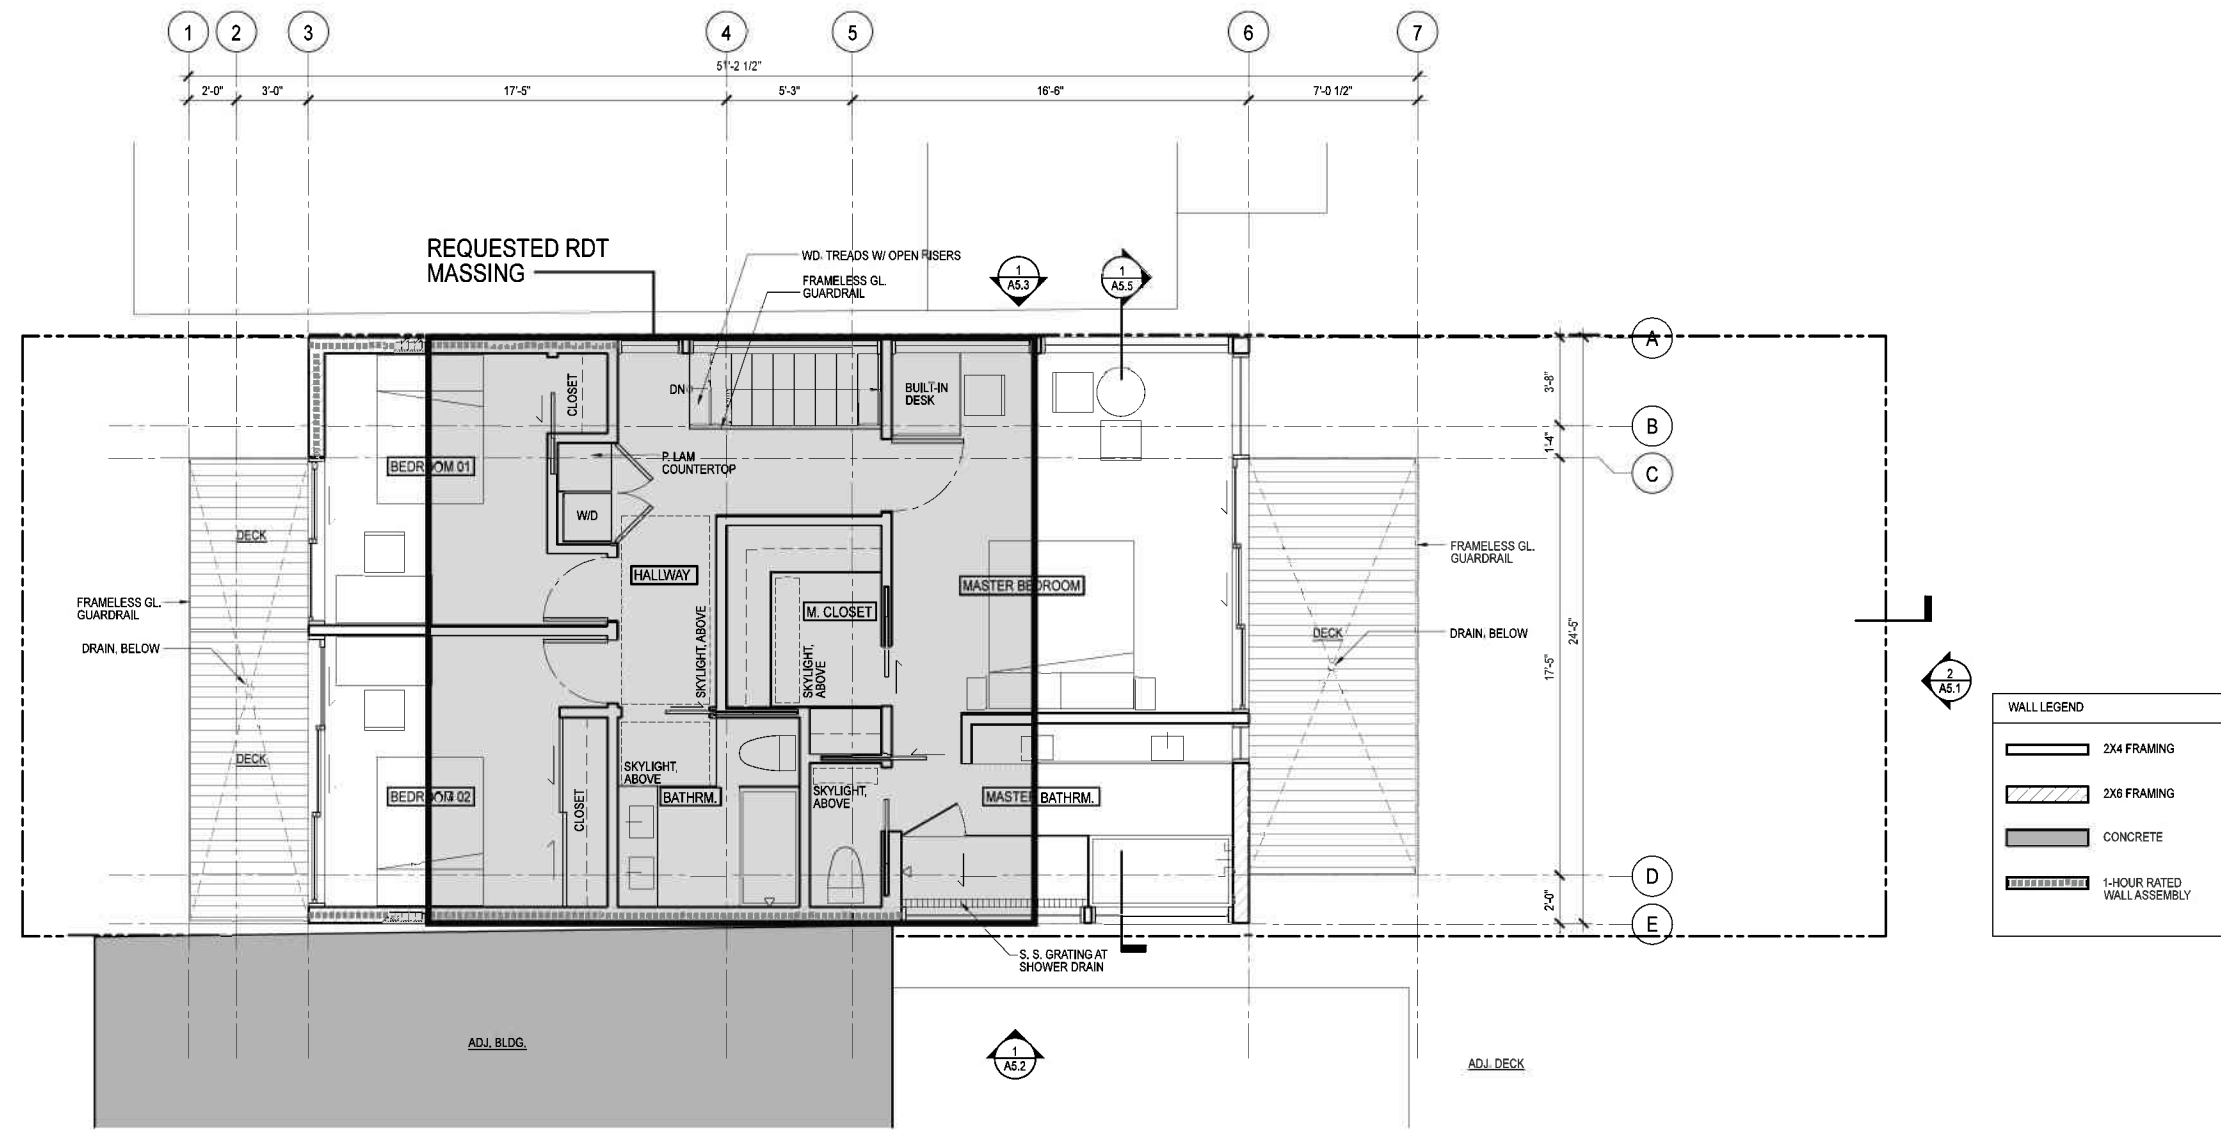 1 2 3 4 5 6 7
51'-2 1/2"
2'-0" 3'-0" 17'-5" 5'-3" 16'-6" 7'-0 1/2"
REQUESTED RDT
MASSING
WD. TREADS W/ OPEN RISERS
FRAMELESS GL.
GUARDRAIL
1
A5.3
1
A5.5
A
B
C
D
E
3'-8"
1'-4"
17'-5"
24'-5"
2'-0"
DN
CLOSET
BUILT-IN
DESK
BEDROOM 01
P. LAM
COUNTERTOP
W/D
DECK
HALLWAY
MASTER BEDROOM
M. CLOSET
FRAMELESS GL.
GUARDRAIL
FRAMELESS GL.
GUARDRAIL
DRAIN, BELOW
DECK
DRAIN, BELOW
SKYLIGHT, ABOVE
SKYLIGHT,
ABOVE
2
A5.1
DECK
SKYLIGHT,
ABOVE
BEDROOM 02
CLOSET
BATHRM.
SKYLIGHT,
ABOVE
MASTER BATHRM.
S. S. GRATING AT
SHOWER DRAIN
ADJ. BLDG.
1
A5.2
ADJ. DECK
WALL LEGEND
2X4 FRAMING
2X6 FRAMING
CONCRETE
1-HOUR RATED
WALL ASSEMBLY